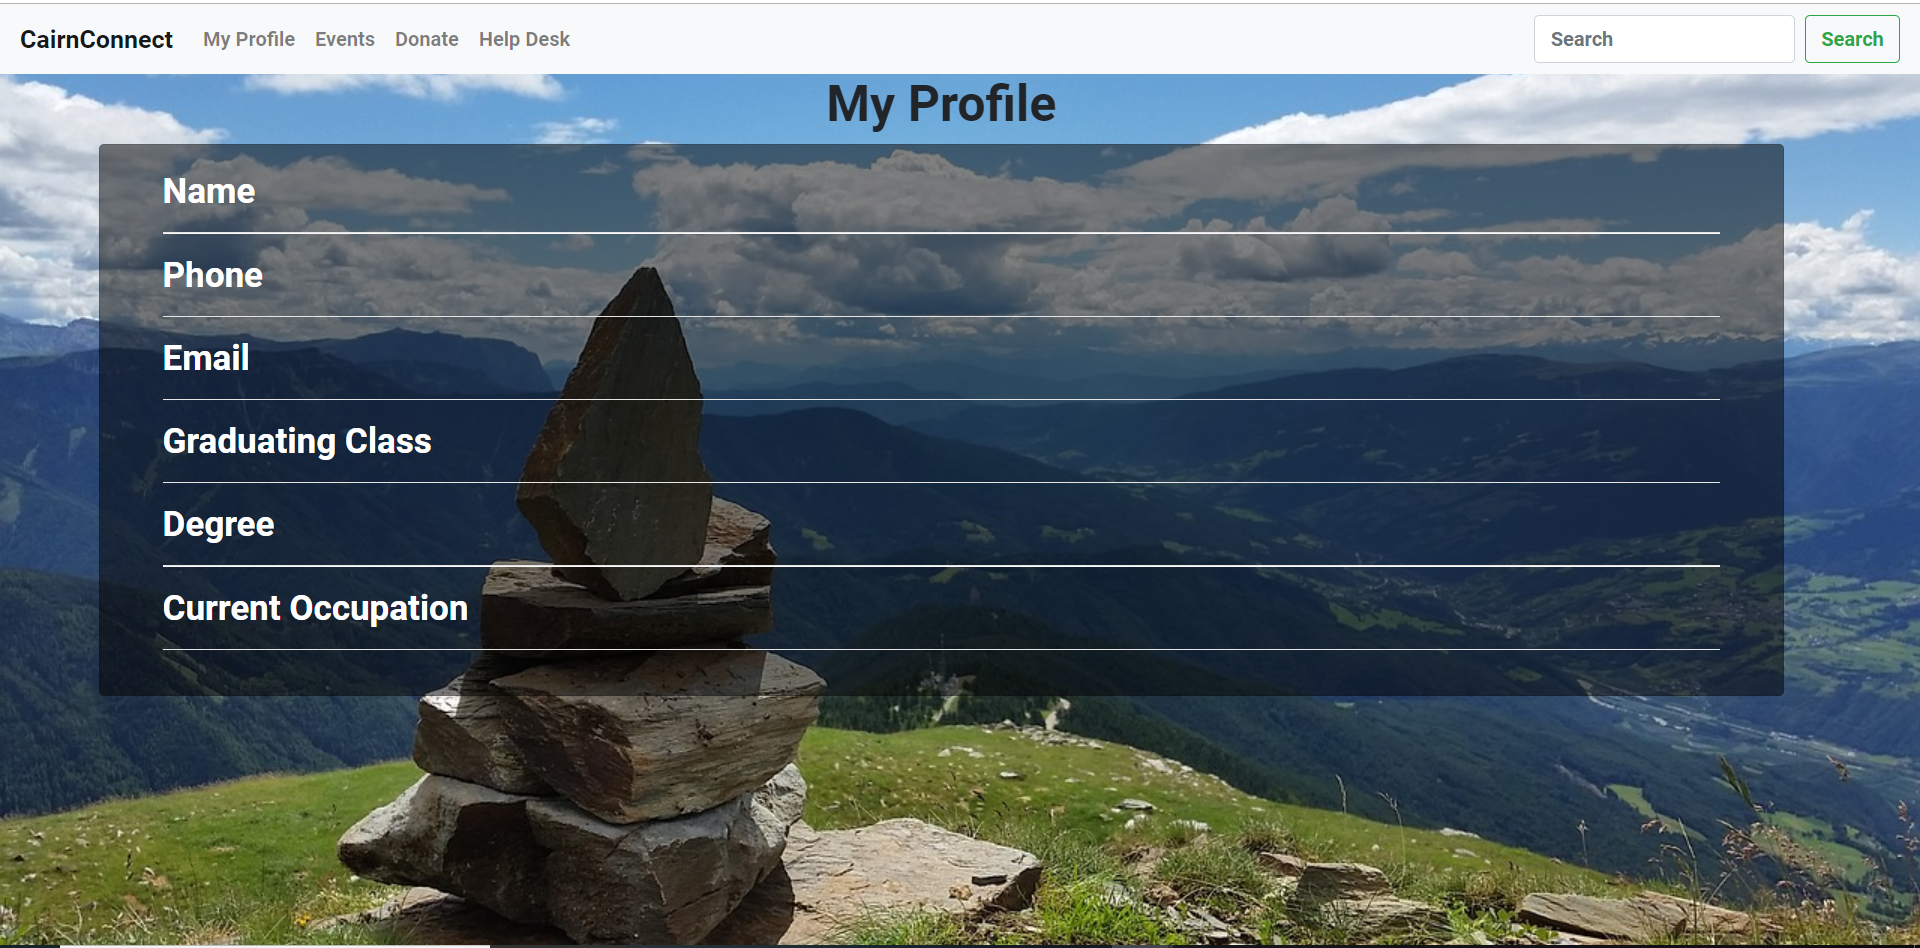 CairnConnect My Profile Events Donate Help Desk Search Search
My Profile
Name
Phone
Email
Graduating Class
Degree
Current Occupation